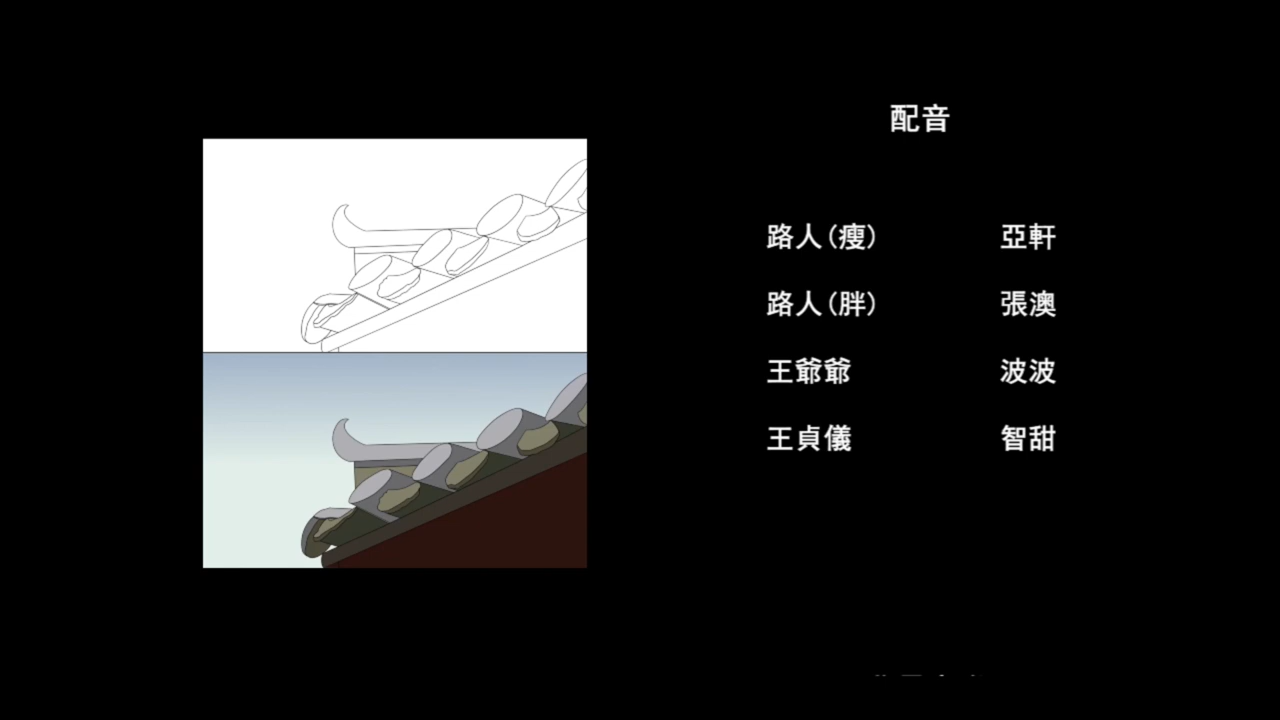 配音
路人(瘦) 亞軒
路人(胖) 張澳
王爺爺 波波
王貞儀 智甜